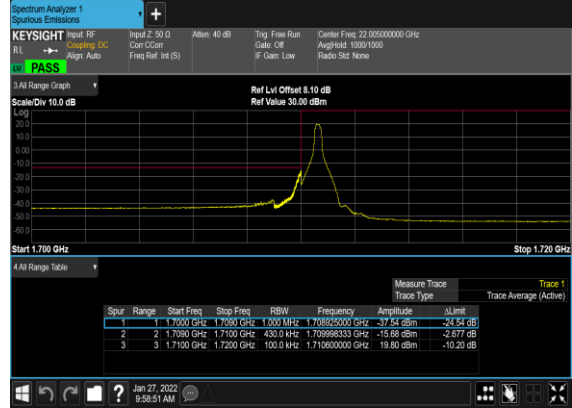 Spectrum Analyzer 1
Spurious Emissions
KEYSIGHT Input: RF Input Z: 50 Ω Atten: 40 dB Trig: Free Run Center Freq: 22.005000000 GHz
RL Coupling: DC Corr CCorr Gate: Off Avg|Hold: 1000/1000
Align: Auto Freq Ref: Int (S) IF Gain: Low Radio Std: None
PASS
3 All Range Graph
Ref Lvl Offset 8.10 dB
Scale/Div 10.0 dB Ref Value 30.00 dBm
Log
20.0
10.0
0.00
-10.0
-20.0
-30.0
-40.0
-50.0
-60.0
Start 1.700 GHz Stop 1.720 GHz
4 All Range Table
Measure Trace Trace 1
Trace Type Trace Average (Active)
Spur Range Start Freq Stop Freq RBW Frequency Amplitude ΔLimit
1 1 1.7000 GHz 1.7090 GHz 1.000 MHz 1.708925000 GHz -37.54 dBm -24.54 dB
2 2 1.7090 GHz 1.7100 GHz 430.0 kHz 1.709998333 GHz -15.68 dBm -2.677 dB
3 3 1.7100 GHz 1.7200 GHz 100.0 kHz 1.710600000 GHz 19.80 dBm -10.20 dB
? Jan 27, 2022
9:58:51 AM